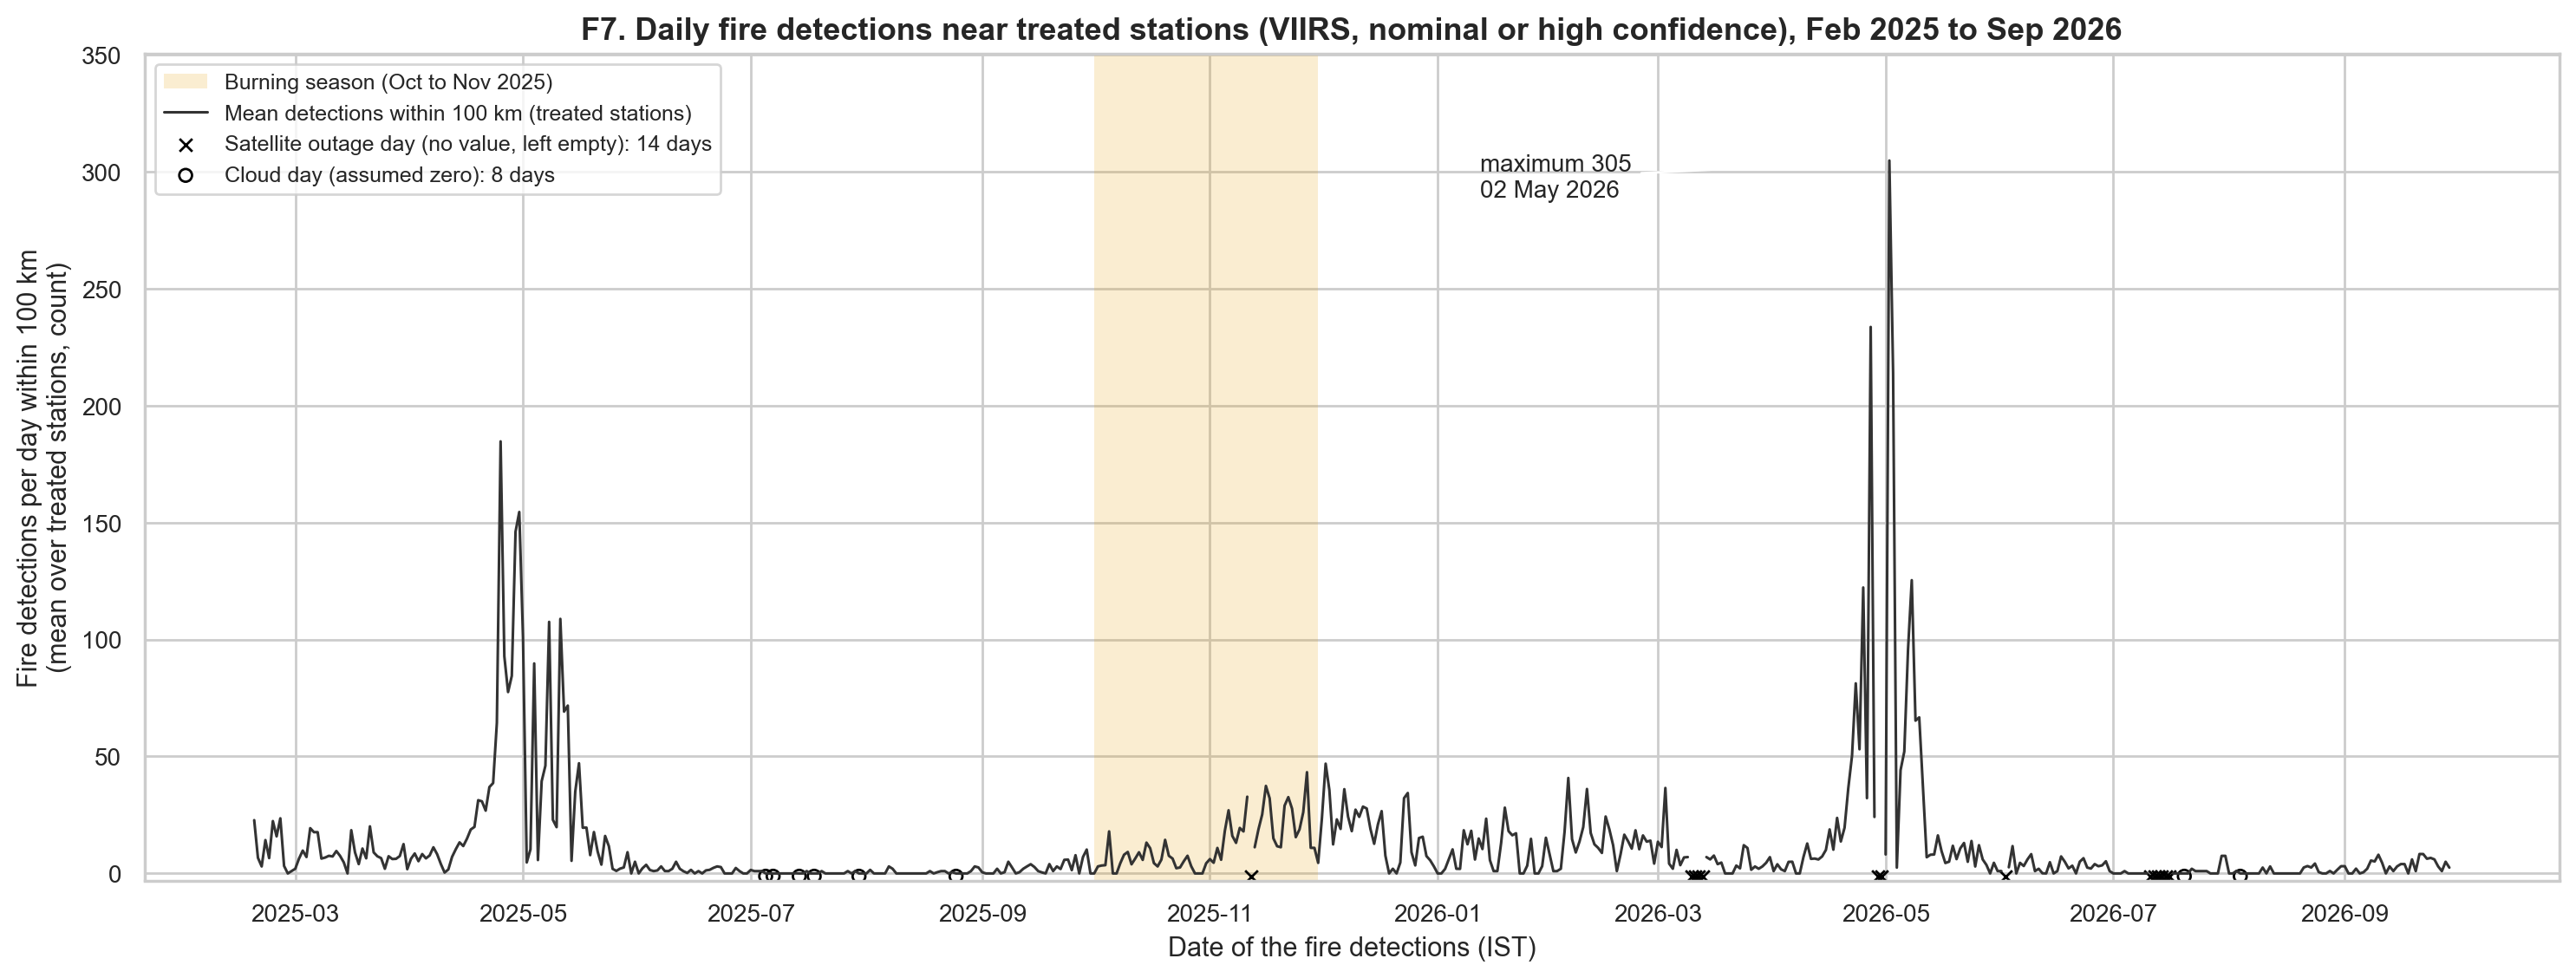 F7. Daily fire detections near treated stations (VIIRS, nominal or high confidence), Feb 2025 to Sep 2026
Burning season (Oct to Nov 2025)
Mean detections within 100 km (treated stations)
Satellite outage day (no value, left empty): 14 days
Cloud day (assumed zero): 8 days
maximum 305
02 May 2026
Fire detections per day within 100 km
(mean over treated stations, count)
350
300
250
200
150
100
50
0
2025-03
2025-05
2025-07
2025-09
2025-11
2026-01
2026-03
2026-05
2026-07
2026-09
Date of the fire detections (IST)